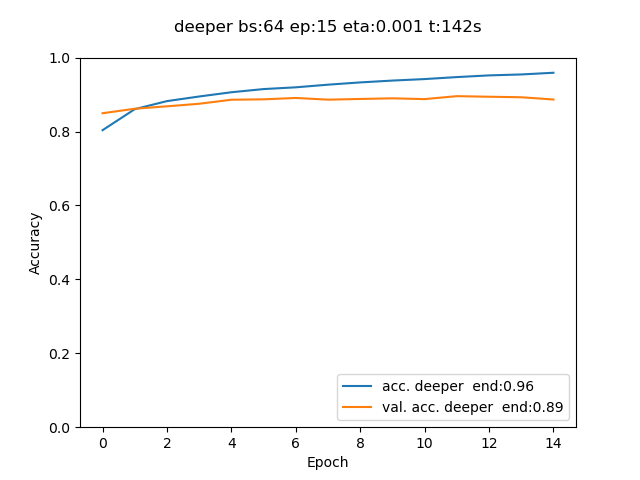 deeper bs:64 ep:15 eta:0.001 t:142s
1.0
0.8
0.6
0.4
0.2
0.0
Accuracy
acc. deeper  end:0.96
val. acc. deeper  end:0.89
0 2 4 6 8 10 12 14
Epoch